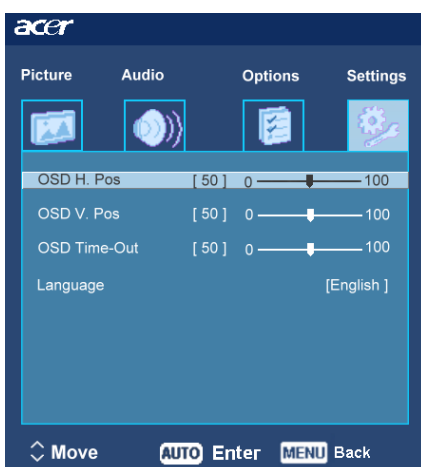 acer
Picture Audio Options Settings
OSD H. Pos [ 50 ] 0 100
OSD V. Pos [ 50 ] 0 100
OSD Time-Out [ 50 ] 0 100
Language [English ]
Move AUTO Enter MENU Back